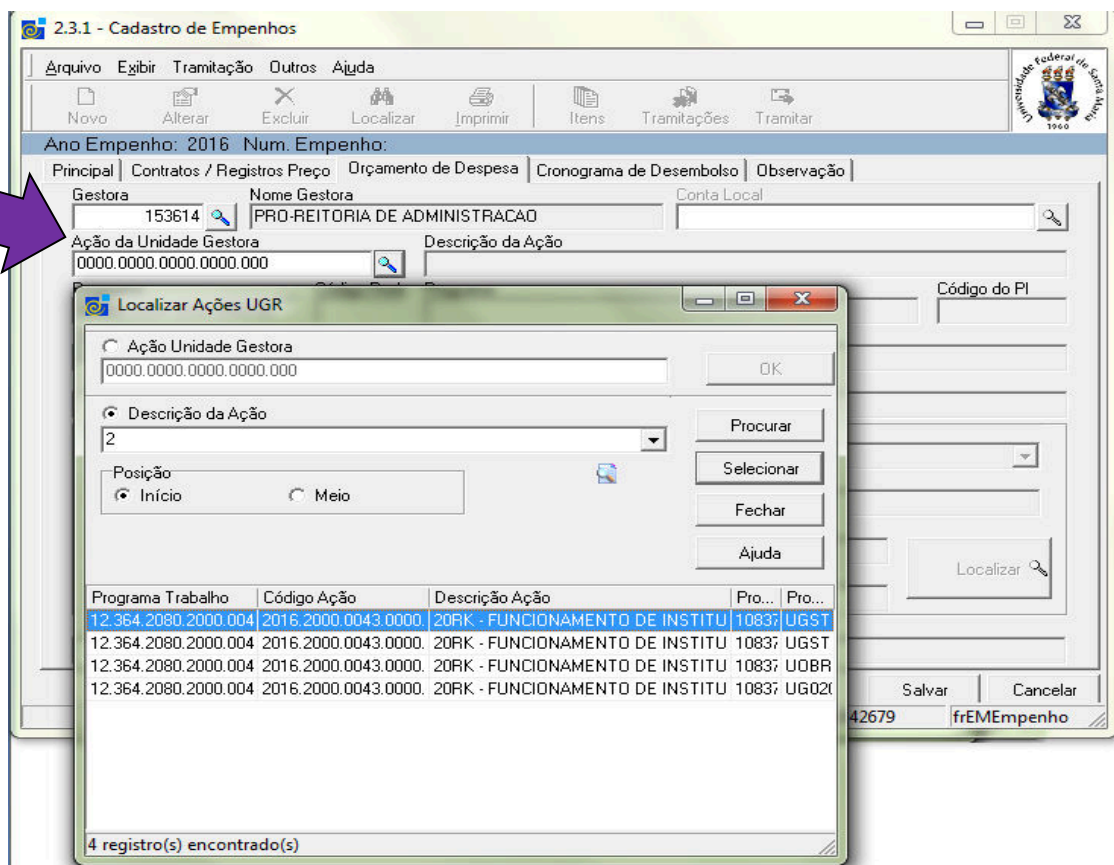 2.3.1 - Cadastro de Empenhos
Arquivo Exibir Tramitação Outros Ajuda
Novo Alterar Excluir Localizar Imprimir Itens Tramitações Tramitar
Universidade Federal de Santa Maria
1960
Ano Empenho: 2016 Num. Empenho:
Principal Contratos / Registros Preço Orçamento de Despesa Cronograma de Desembolso Observação
Gestora Nome Gestora Conta Local
153614 PRO-REITORIA DE ADMINISTRACAO
Ação da Unidade Gestora Descrição da Ação
0000.0000.0000.0000.000
Código do PI
Localizar Ações UGR
Ação Unidade Gestora
0000.0000.0000.0000.000 OK
Descrição da Ação
2 Procurar
Posição Selecionar
Início Meio
Fechar
Ajuda
Localizar
Programa Trabalho Código Ação Descrição Ação Pro... Pro...
12.364.2080.2000.004 2016.2000.0043.0000. 20RK - FUNCIONAMENTO DE INSTITU 10837 UGST
12.364.2080.2000.004 2016.2000.0043.0000. 20RK - FUNCIONAMENTO DE INSTITU 10837 UGST
12.364.2080.2000.004 2016.2000.0043.0000. 20RK - FUNCIONAMENTO DE INSTITU 10837 UOBR
12.364.2080.2000.004 2016.2000.0043.0000. 20RK - FUNCIONAMENTO DE INSTITU 10837 UG020
Salvar Cancelar
42679 frEMEmpenho
4 registro(s) encontrado(s)